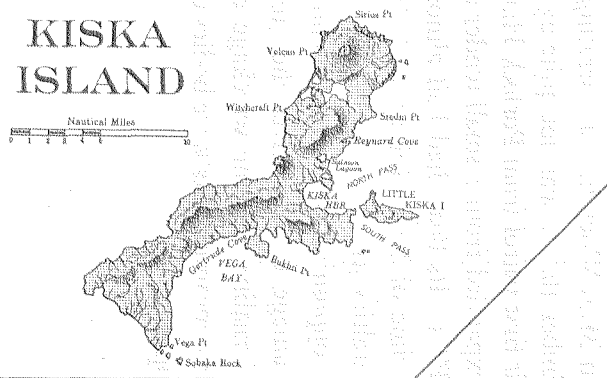 KISKA
ISLAND
Nautical Miles
0 1 2 3 4 5 10
Sirius Pt
Volcan Pt
Witchcraft Pt
Sredni Pt
Reynard Cove
Salmon
Lagoon
NORTH PASS
LITTLE
KISKA I
KISKA
HBR
SOUTH PASS
Gertrude Cove
VEGA
BAY
Bukhti Pt
Vega Pt
Sobaka Rock